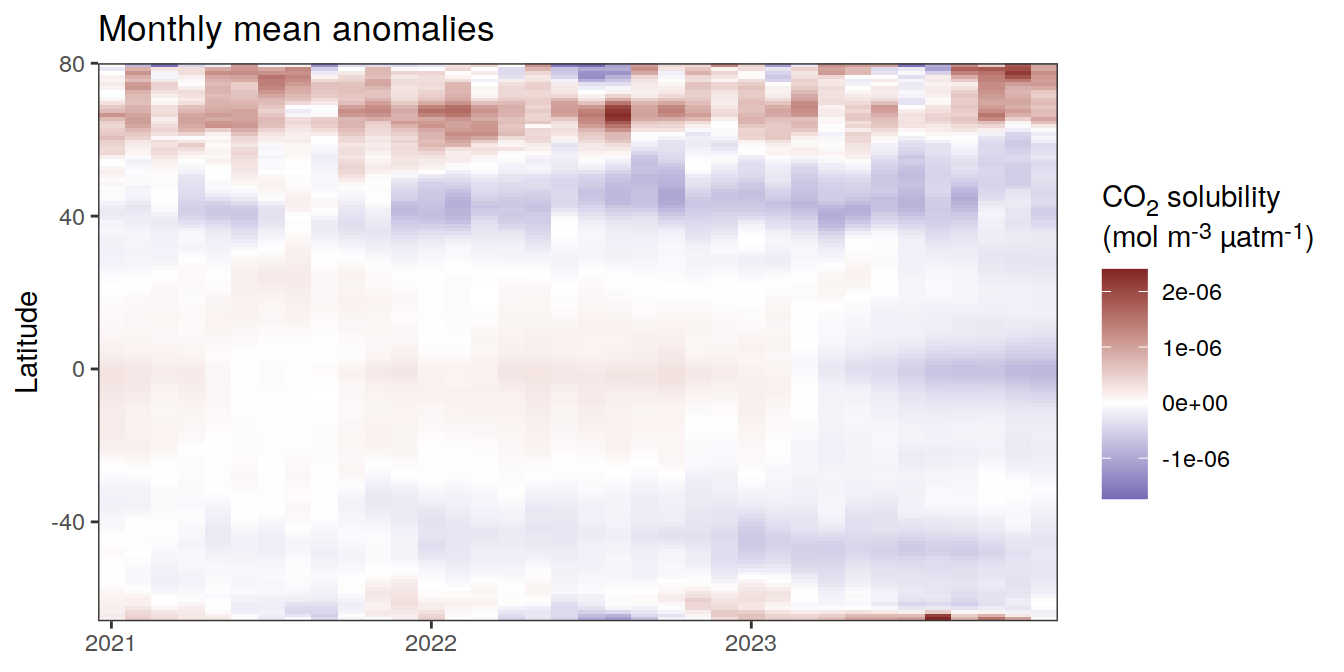 Monthly mean anomalies
80
40
0
-40
Latitude
2021
2022
2023
CO2 solubility
(mol m-3 µatm-1)
2e-06
1e-06
0e+00
-1e-06